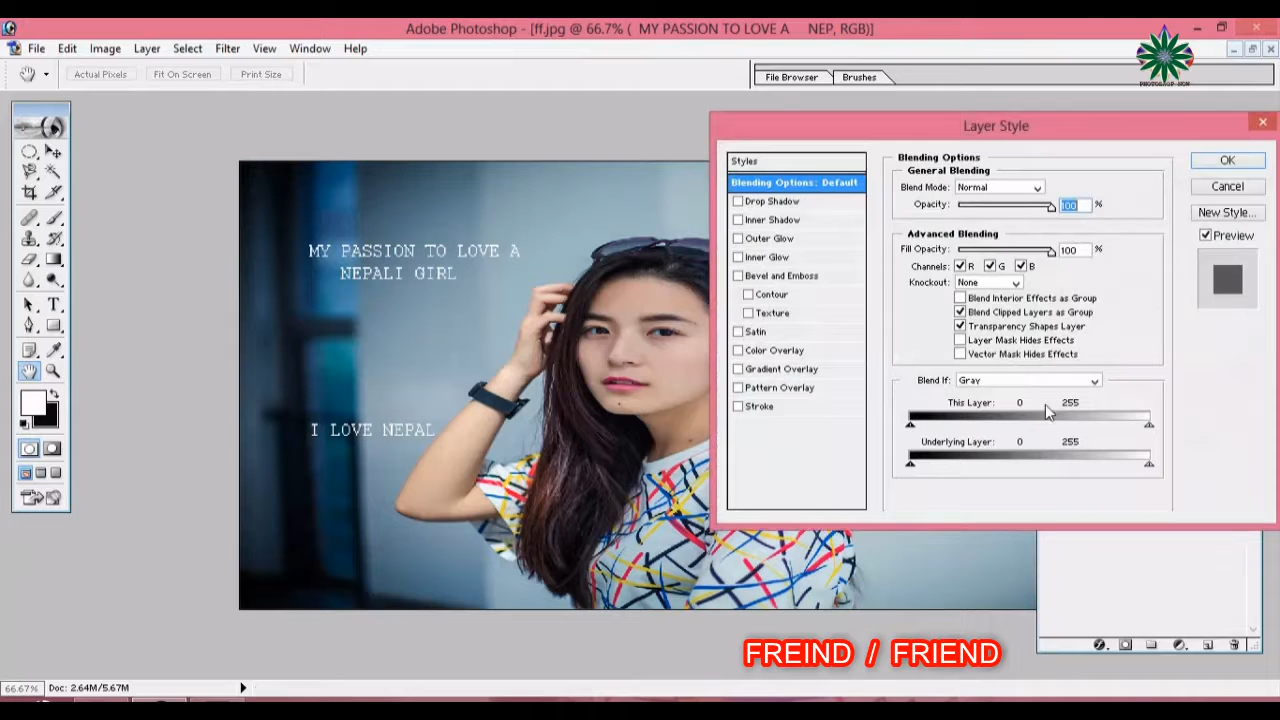 Adobe Photoshop - [ff.jpg @ 66.7% ( MY PASSION TO LOVE A NEP, RGB)]
File Edit Image Layer Select Filter View Window Help
Actual Pixels Fit On Screen Print Size File Browser Brushes
PHOTOSHOP NOW
Layer Style
Styles
Blending Options: Default
Drop Shadow
Inner Shadow
Outer Glow
Inner Glow
Bevel and Emboss
Contour
Texture
Satin
Color Overlay
Gradient Overlay
Pattern Overlay
Stroke
Blending Options
General Blending
Blend Mode: Normal
Opacity: 100 %
Advanced Blending
Fill Opacity: 100 %
Channels: R G B
Knockout: None
Blend Interior Effects as Group
Blend Clipped Layers as Group
Transparency Shapes Layer
Layer Mask Hides Effects
Vector Mask Hides Effects
Blend If: Gray
This Layer: 0 255
Underlying Layer: 0 255
OK
Cancel
New Style...
Preview
MY PASSION TO LOVE A
NEPALI GIRL
I LOVE NEPAL
T
FREIND / FRIEND
66.67% Doc: 2.64M/5.67M